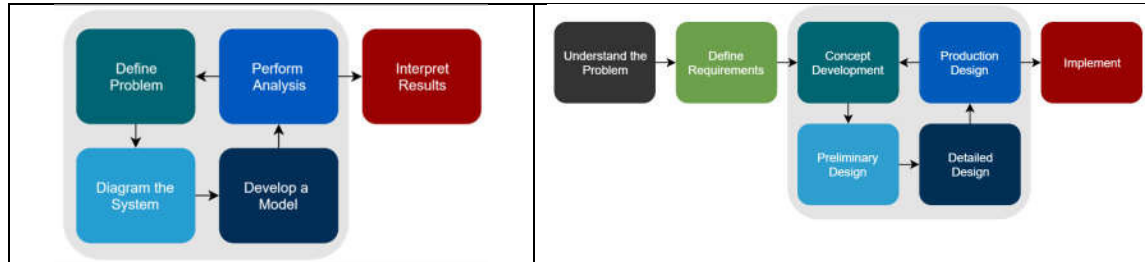 Define
Problem
Perform
Analysis
Interpret
Results
Diagram the
System
Develop a
Model
Understand the
Problem
Define
Requirements
Concept
Development
Production
Design
Implement
Preliminary
Design
Detailed
Design